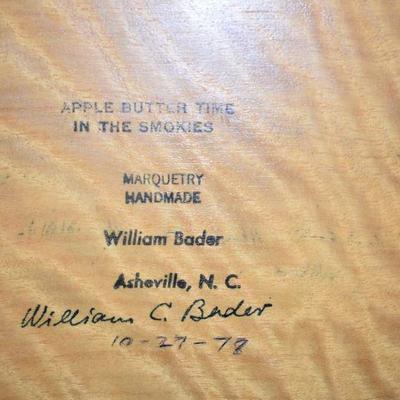 APPLE BUTTER TIME
IN THE SMOKIES
MARQUETRY
HANDMADE
William Bader
Asheville, N. C.
William C. Bader
10-27-78